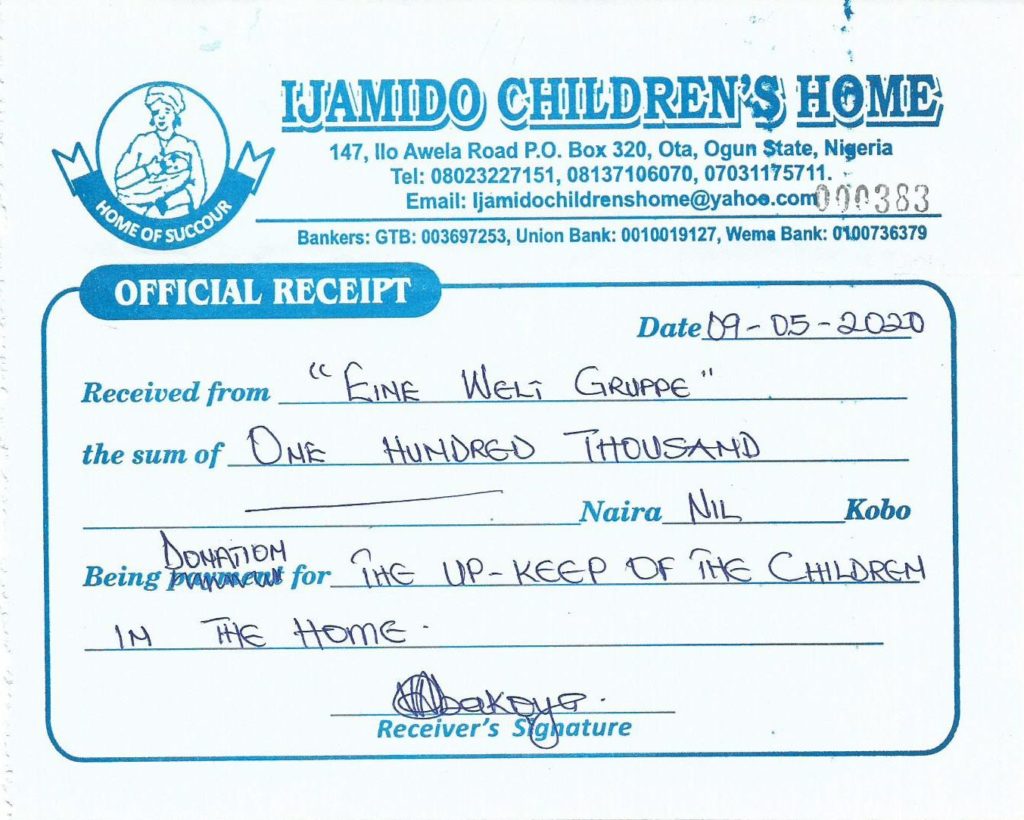 IJAMIDO CHILDREN'S HOME
147, Ilo Awela Road P.O. Box 320, Ota, Ogun State, Nigeria
Tel: 08023227151, 08137106070, 07031175711.
Email: Ijamidochildrenshome@yahoo.com
000383
HOME OF SUCCOUR
Bankers: GTB: 003697253, Union Bank: 0010019127, Wema Bank: 0100736379
OFFICIAL RECEIPT
Date 09-05-2020
Received from "EINE WELT GRUPPE"
the sum of ONE HUNDRED THOUSAND
Naira NIL Kobo
DONATION
Being payment for THE UP-KEEP OF THE CHILDREN
IN THE HOME.
Receiver's Signature